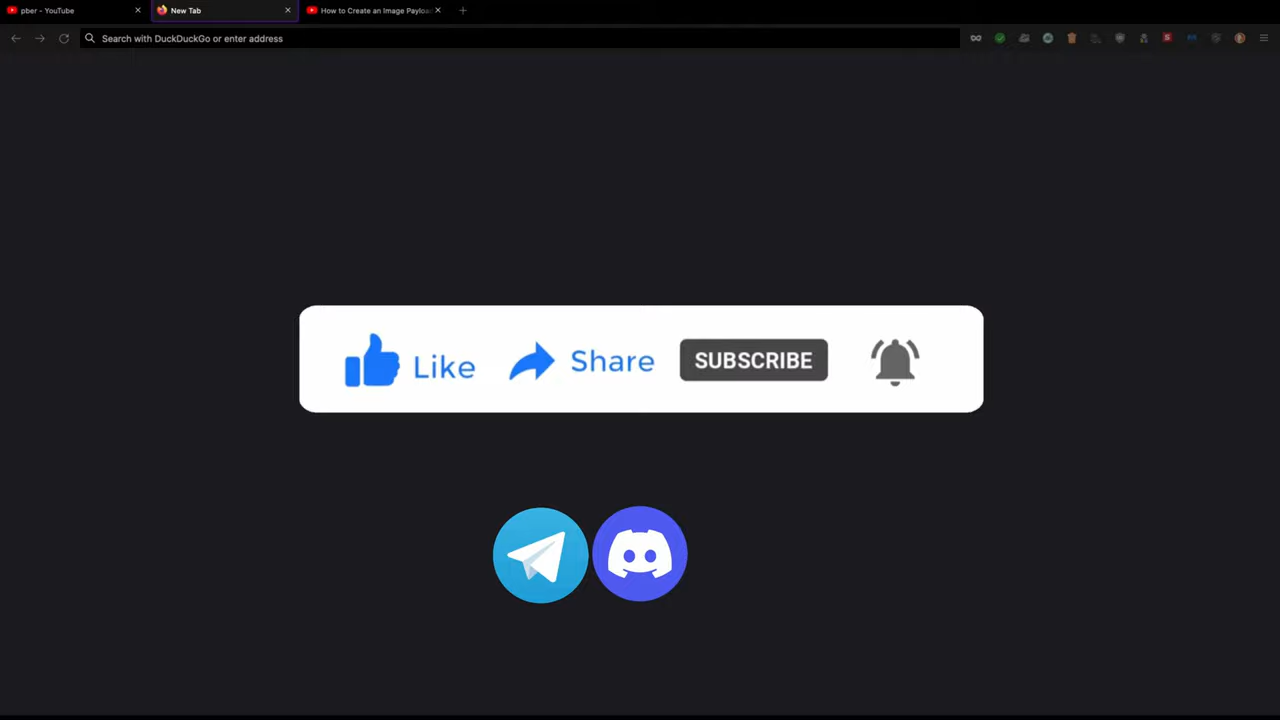 pber - YouTube
New Tab
How to Create an Image Payloa
Search with DuckDuckGo or enter address
Like
Share
SUBSCRIBE